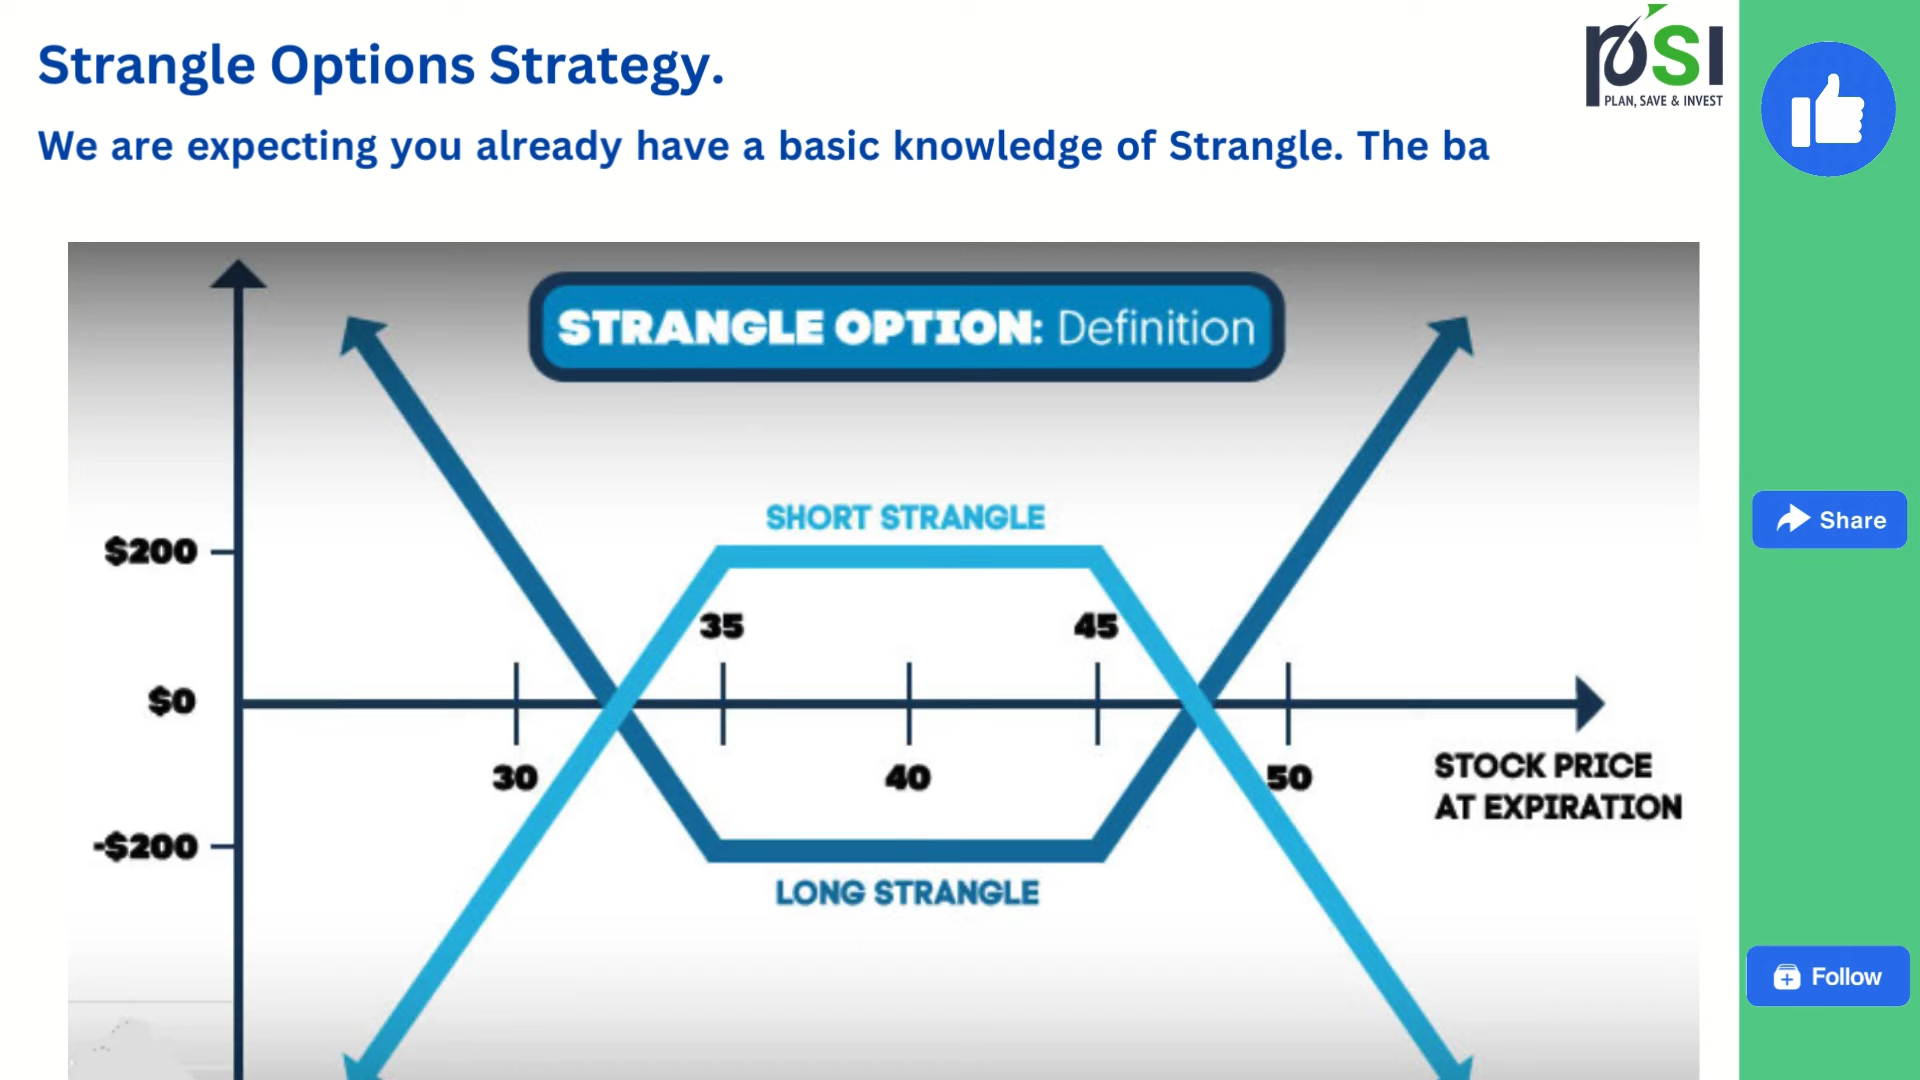 Strangle Options Strategy.
We are expecting you already have a basic knowledge of Strangle. The ba
pSI
PLAN, SAVE & INVEST
STRANGLE OPTION: Definition
SHORT STRANGLE
$200
35
45
$0
30
40
50
STOCK PRICE
AT EXPIRATION
-$200
LONG STRANGLE
Share
Follow